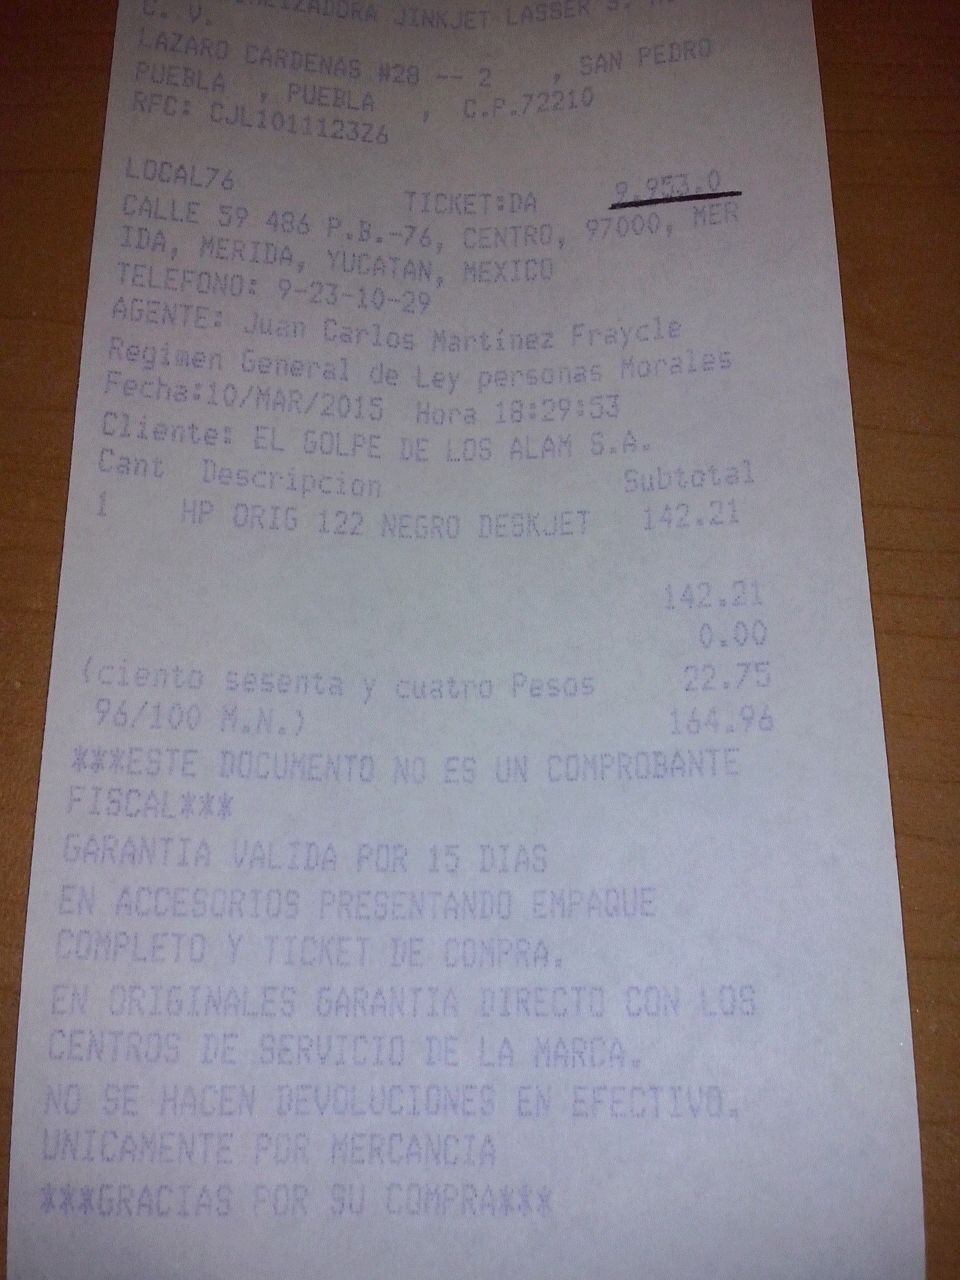 JINKJET LASSER S.
C. V.
LAZARO CARDENAS #28 -- 2 , SAN PEDRO
PUEBLA , PUEBLA , C.P.72210
RFC: CJL1011123Z6
LOCAL76 TICKET:DA 9.953.0
CALLE 59 486 P.B.-76, CENTRO, 97000, MER
IDA, MERIDA, YUCATAN, MEXICO
TELEFONO: 9-23-10-29
AGENTE: Juan Carlos Martinez Fraycle
Regimen General de Ley personas Morales
Fecha:10/MAR/2015 Hora 18:29:53
Cliente: EL GOLPE DE LOS ALAM S.A.
Cant Descripcion Subtotal
1 HP ORIG 122 NEGRO DESKJET 142.21
142.21
0.00
(ciento sesenta y cuatro Pesos 22.75
96/100 M.N.) 164.96
***ESTE DOCUMENTO NO ES UN COMPROBANTE
FISCAL***
GARANTIA VALIDA POR 15 DIAS
EN ACCESORIOS PRESENTANDO EMPAQUE
COMPLETO Y TICKET DE COMPRA.
EN ORIGINALES GARANTIA DIRECTO CON LOS
CENTROS DE SERVICIO DE LA MARCA.
NO SE HACEN DEVOLUCIONES EN EFECTIVO.
UNICAMENTE POR MERCANCIA
***GRACIAS POR SU COMPRA***